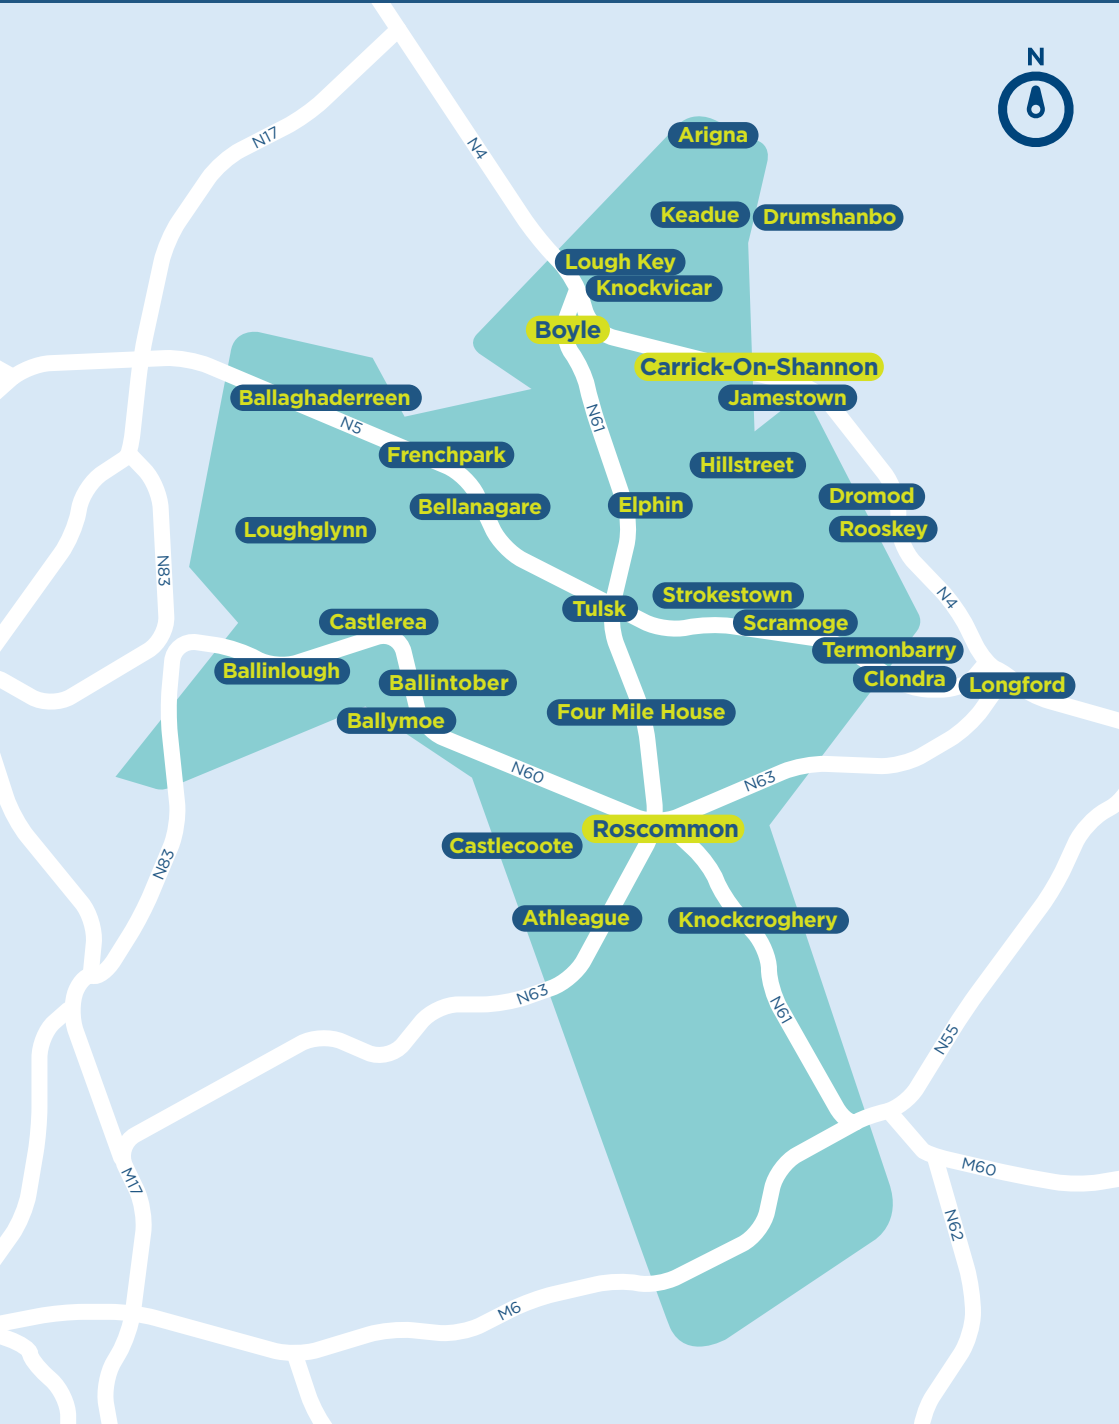 N
N17
N4
Arigna
Keadue
Drumshanbo
Lough Key
Knockvicar
Boyle
Carrick-On-Shannon
Jamestown
Ballaghaderreen
N5
N61
Frenchpark
Hillstreet
Dromod
Bellanagare
Elphin
Rooskey
Loughglynn
N83
Strokestown
N4
Tulsk
Castlerea
Scramoge
Termonbarry
Ballinlough
Clondra
Longford
Ballintober
Four Mile House
Ballymoe
N60
N63
Roscommon
Castlecoote
N83
Athleague
Knockcroghery
N63
N61
N55
M60
M17
N62
M6